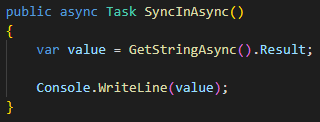 public async Task SyncInAsync()
{
    var value = GetStringAsync().Result;

    Console.WriteLine(value);
}